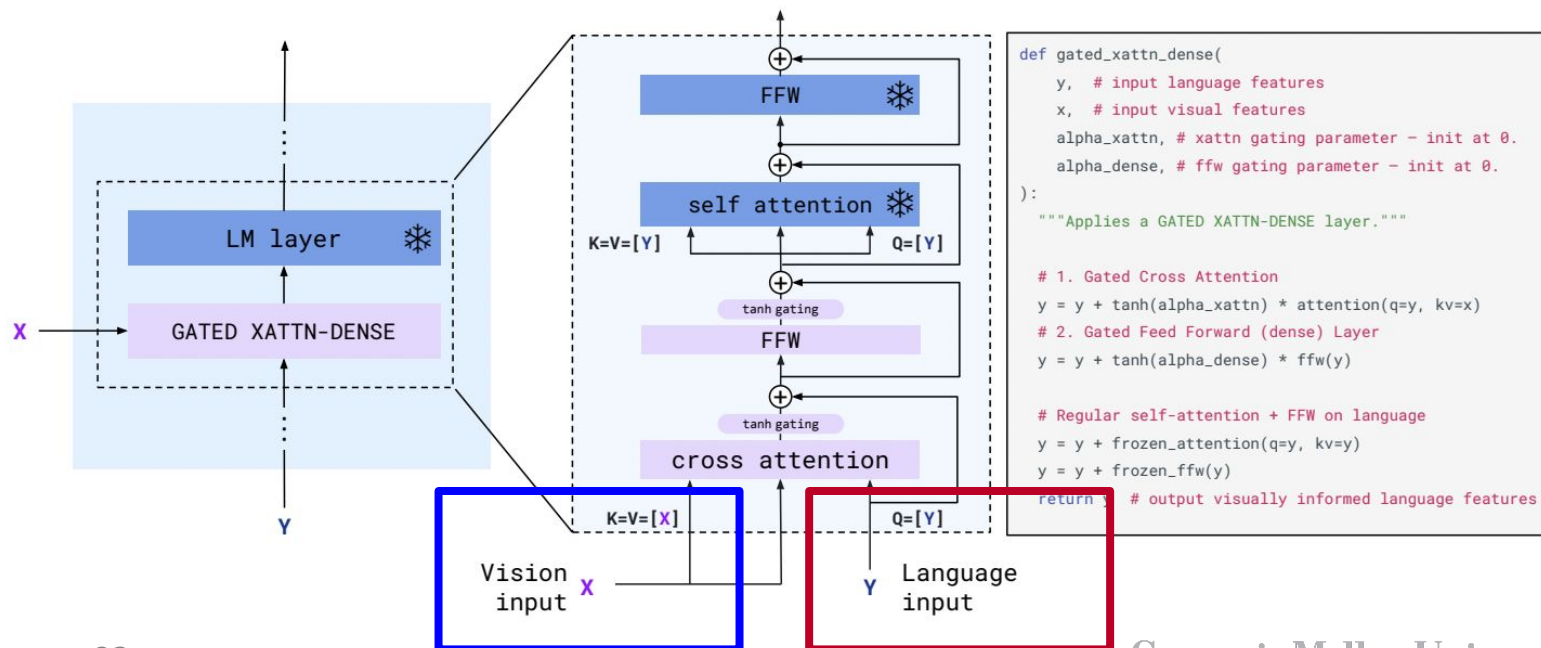 LM layer
GATED XATTN-DENSE
X
Y
FFW
self attention
K=V=[Y]
Q=[Y]
tanh gating
FFW
tanh gating
cross attention
K=V=[X]
Q=[Y]
Vision
input
X
Y
Language
input
def gated_xattn_dense(
y, # input language features
x, # input visual features
alpha_xattn, # xattn gating parameter – init at 0.
alpha_dense, # ffw gating parameter – init at 0.
):
"""Applies a GATED XATTN-DENSE layer."""
# 1. Gated Cross Attention
y = y + tanh(alpha_xattn) * attention(q=y, kv=x)
# 2. Gated Feed Forward (dense) Layer
y = y + tanh(alpha_dense) * ffw(y)
# Regular self-attention + FFW on language
y = y + frozen_attention(q=y, kv=y)
y = y + frozen_ffw(y)
return y # output visually informed language features